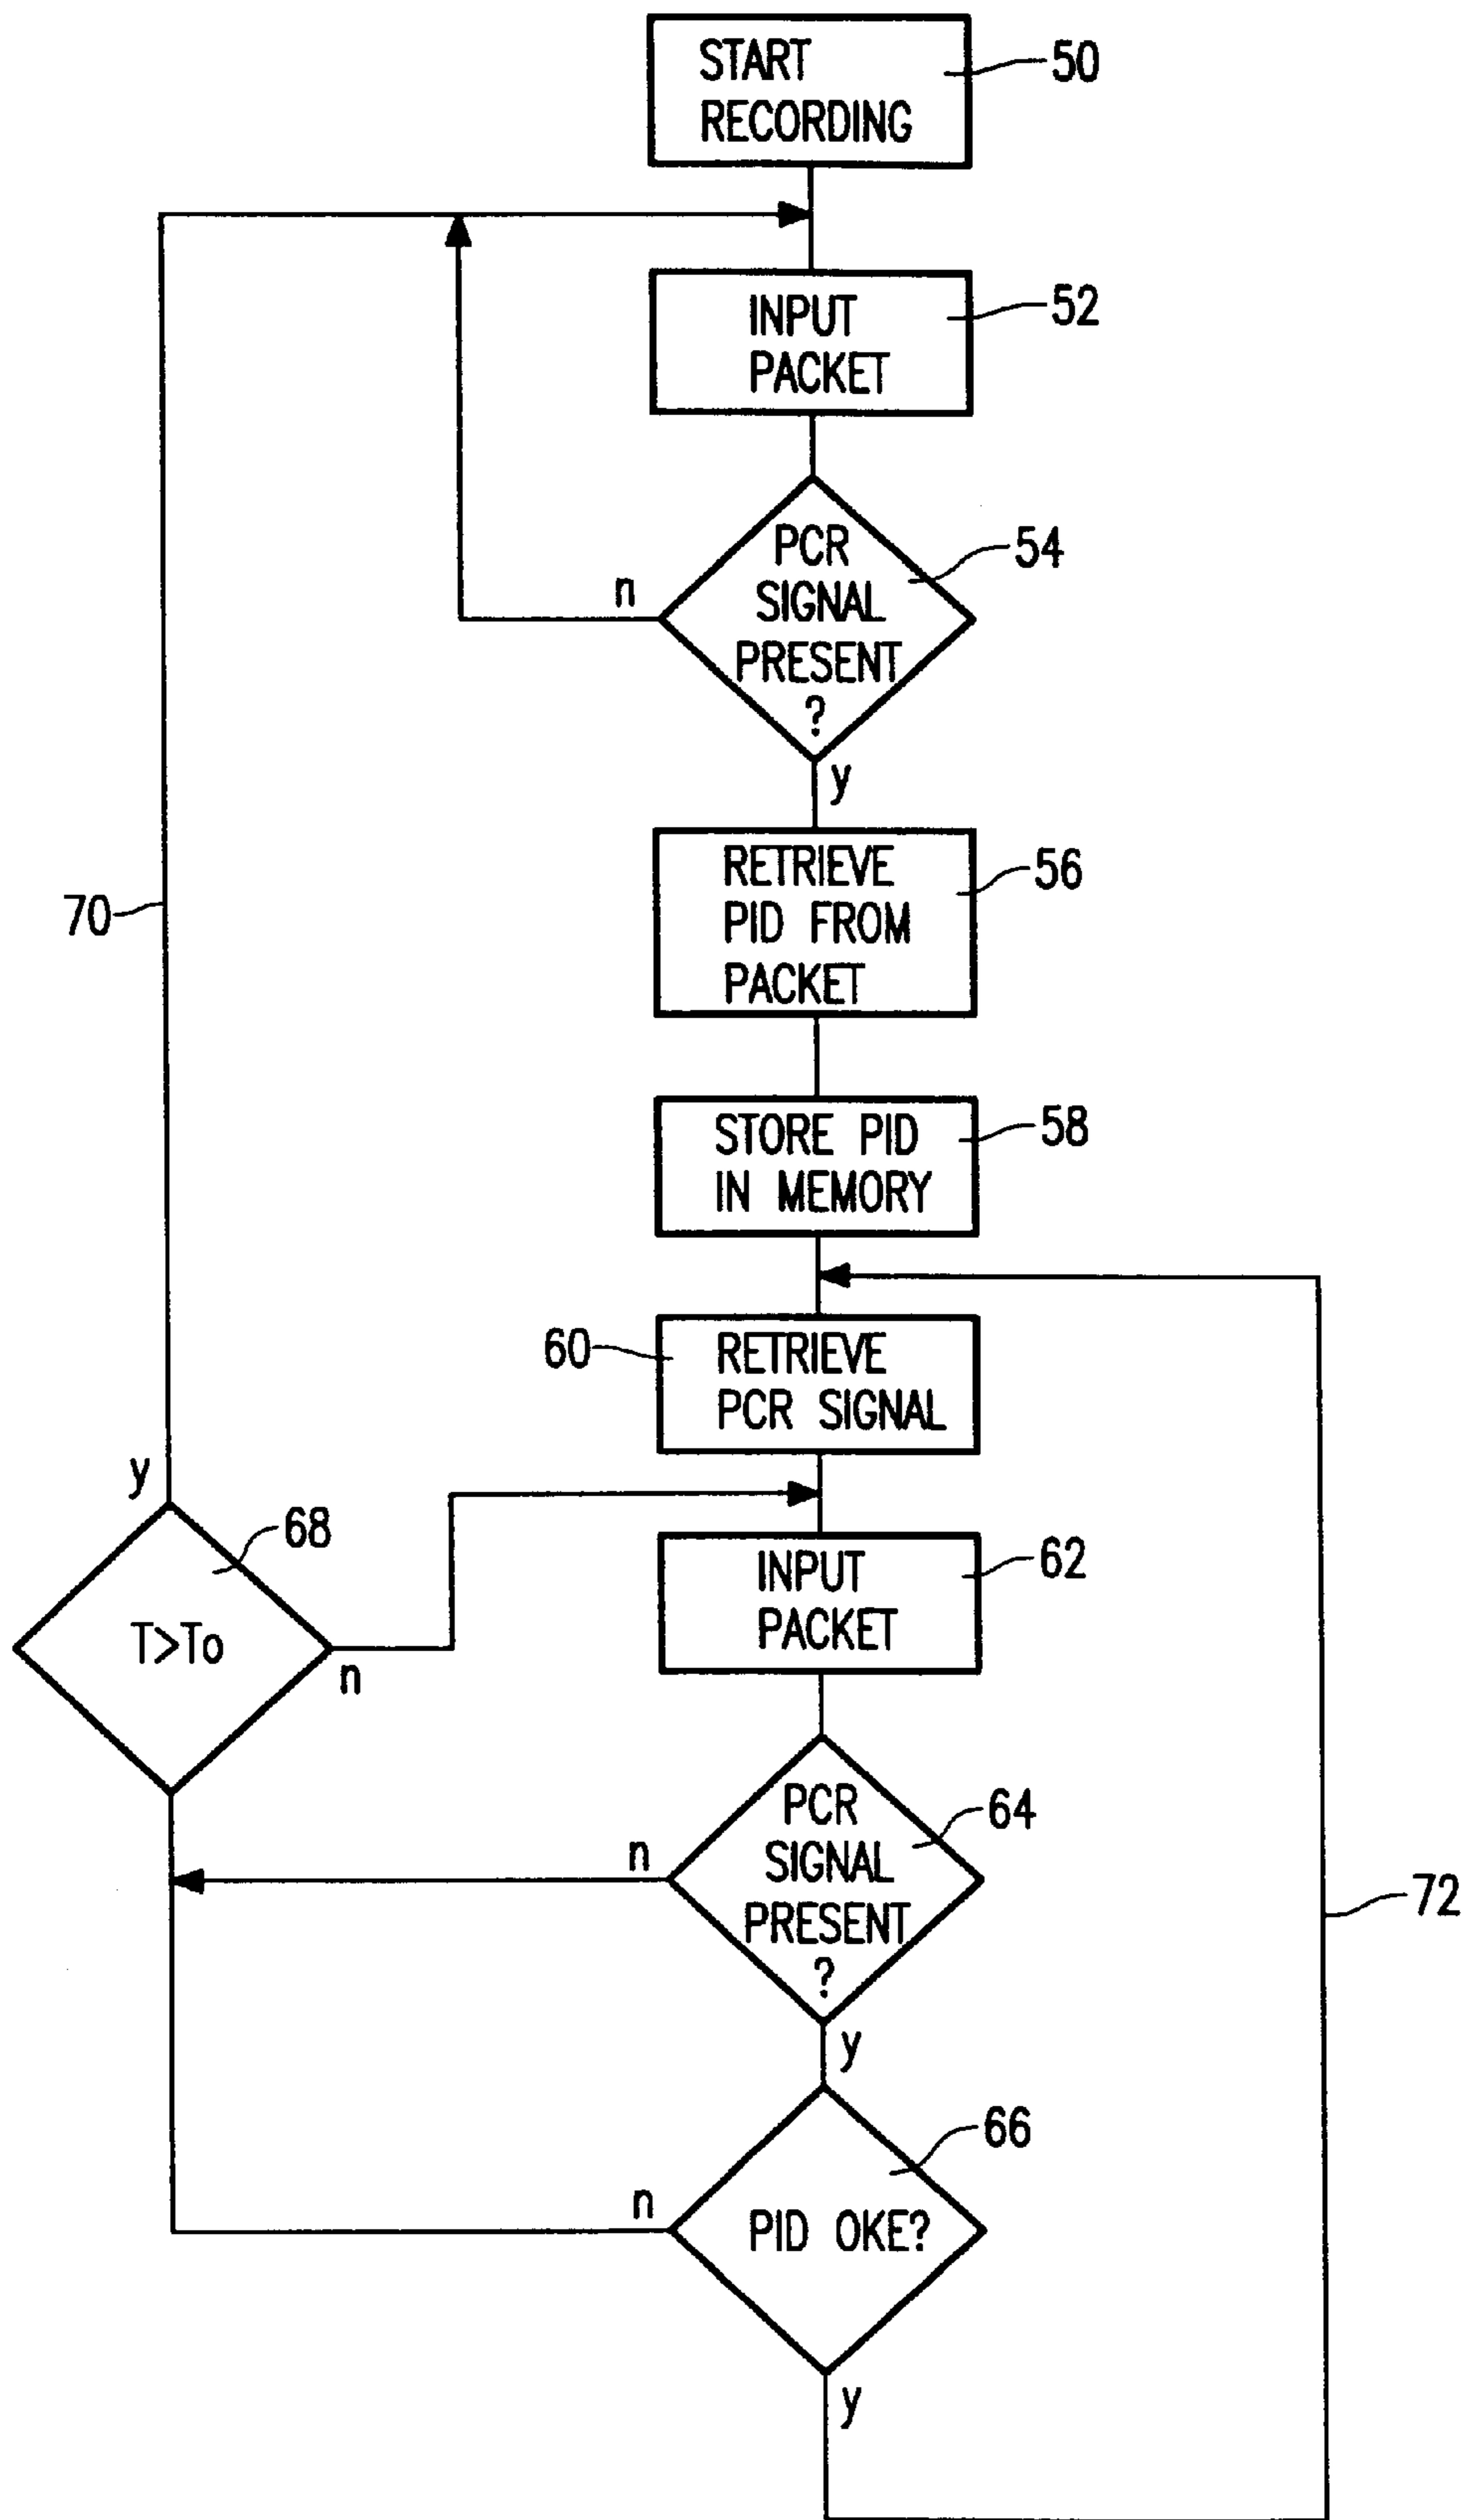 START
RECORDING
50
INPUT
PACKET
52
PCR
SIGNAL
PRESENT
?
54
n
y
RETRIEVE
PID FROM
PACKET
56
70
STORE PID
IN MEMORY
58
RETRIEVE
PCR SIGNAL
60
y
68
T>To
n
INPUT
PACKET
62
PCR
SIGNAL
PRESENT
?
64
n
y
72
66
PID OKE?
n
y